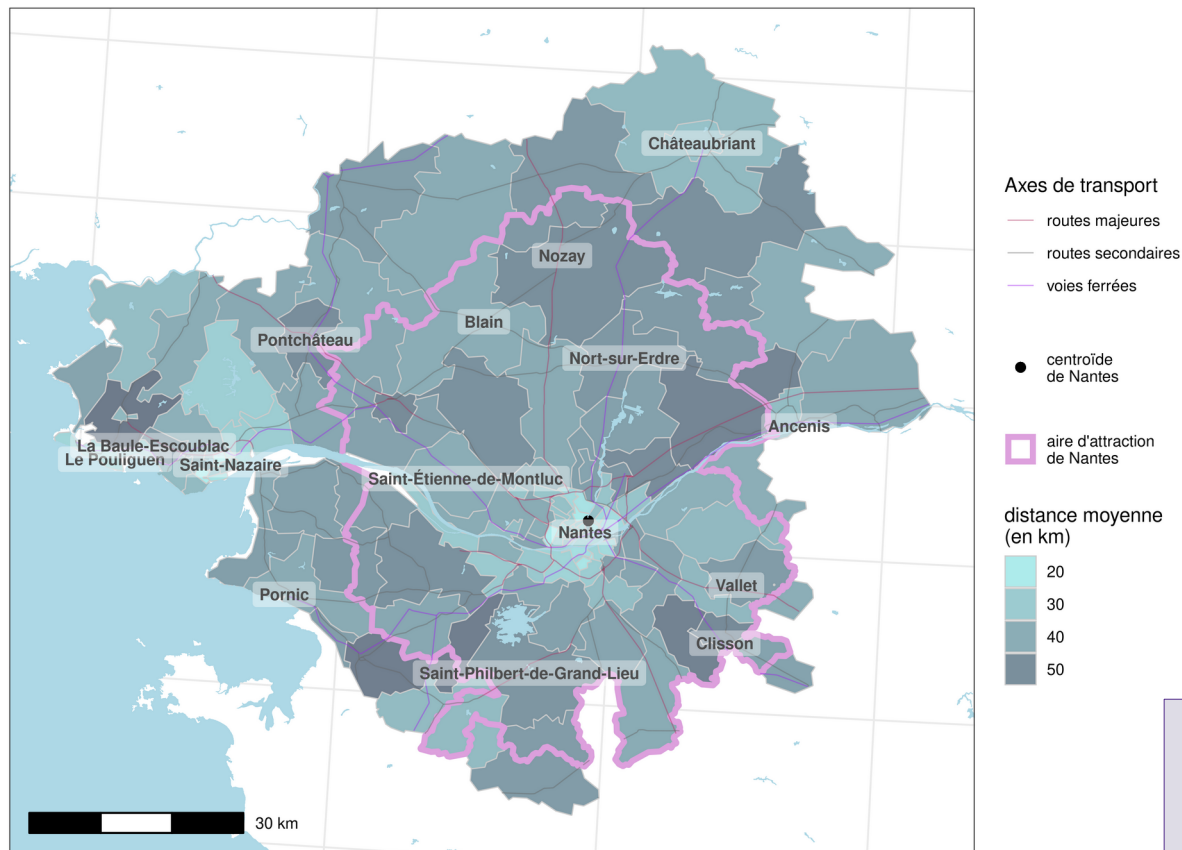 Châteaubriant
Nozay
Blain
Pontchâteau
Nort-sur-Erdre
Ancenis
La Baule-Escoublac
Le Pouliguen
Saint-Nazaire
Saint-Étienne-de-Montluc
Nantes
Vallet
Pornic
Clisson
Saint-Philbert-de-Grand-Lieu
30 km
Axes de transport
routes majeures
routes secondaires
voies ferrées
centroïde
de Nantes
aire d'attraction
de Nantes
distance moyenne
(en km)
20
30
40
50